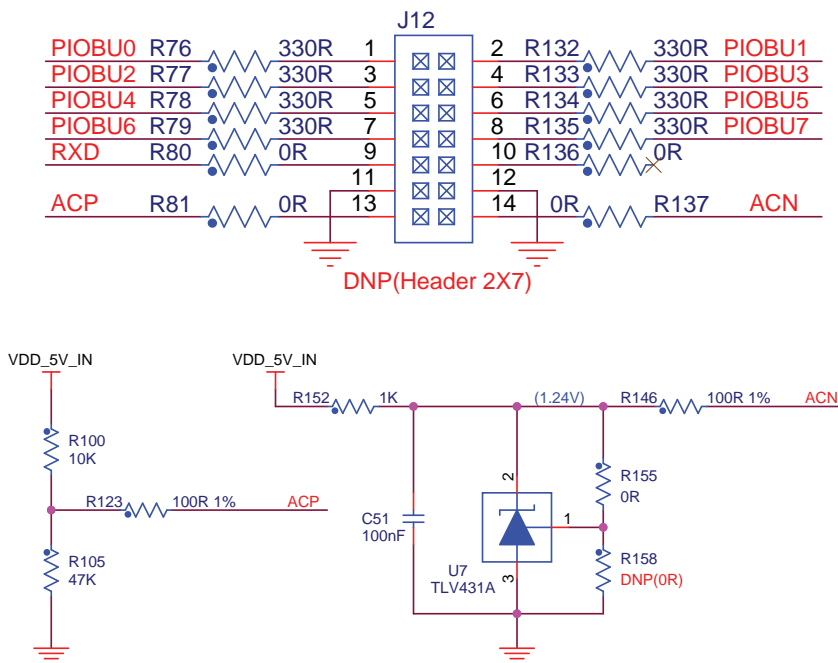 J12
PIOBU0 R76 330R 1 2 R132 330R PIOBU1
PIOBU2 R77 330R 3 4 R133 330R PIOBU3
PIOBU4 R78 330R 5 6 R134 330R PIOBU5
PIOBU6 R79 330R 7 8 R135 330R PIOBU7
RXD R80 0R 9 10 R136 0R
11 12
ACP R81 0R 13 14 0R R137 ACN
DNP(Header 2X7)
VDD_5V_IN VDD_5V_IN
R152 1K (1.24V) R146 100R 1% ACN
R100
10K
R155
0R
2
R123 100R 1% ACP
C51
100nF
1
R105
47K
U7
TLV431A
3
R158
DNP(0R)